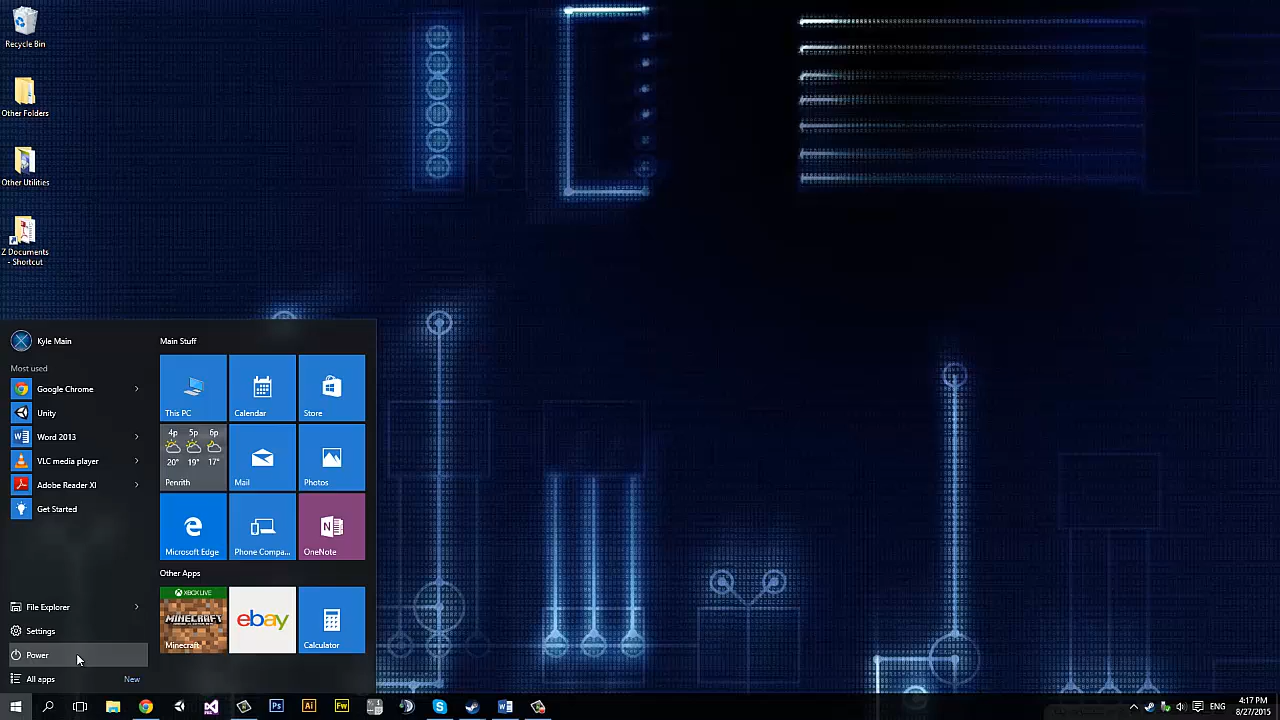 Recycle Bin
Other Folders
Other Utilities
Z Documents
- Shortcut
Kyle Main
Most used
Google Chrome
Unity
Word 2013
VLC media
Adobe Reader XI
Get Started
Settings
Power
All apps
New
Main Stuff
This PC
Calendar
Store
4p 5p 6p
20° 19° 17°
Penrith
Mail
Photos
Microsoft Edge
Phone Compa...
OneNote
Other Apps
XBOX LIVE
MINECRAFT
Minecraft
ebay
Calculator
Ps
Ai
Fw
ENG
4:17 PM
8/27/2015